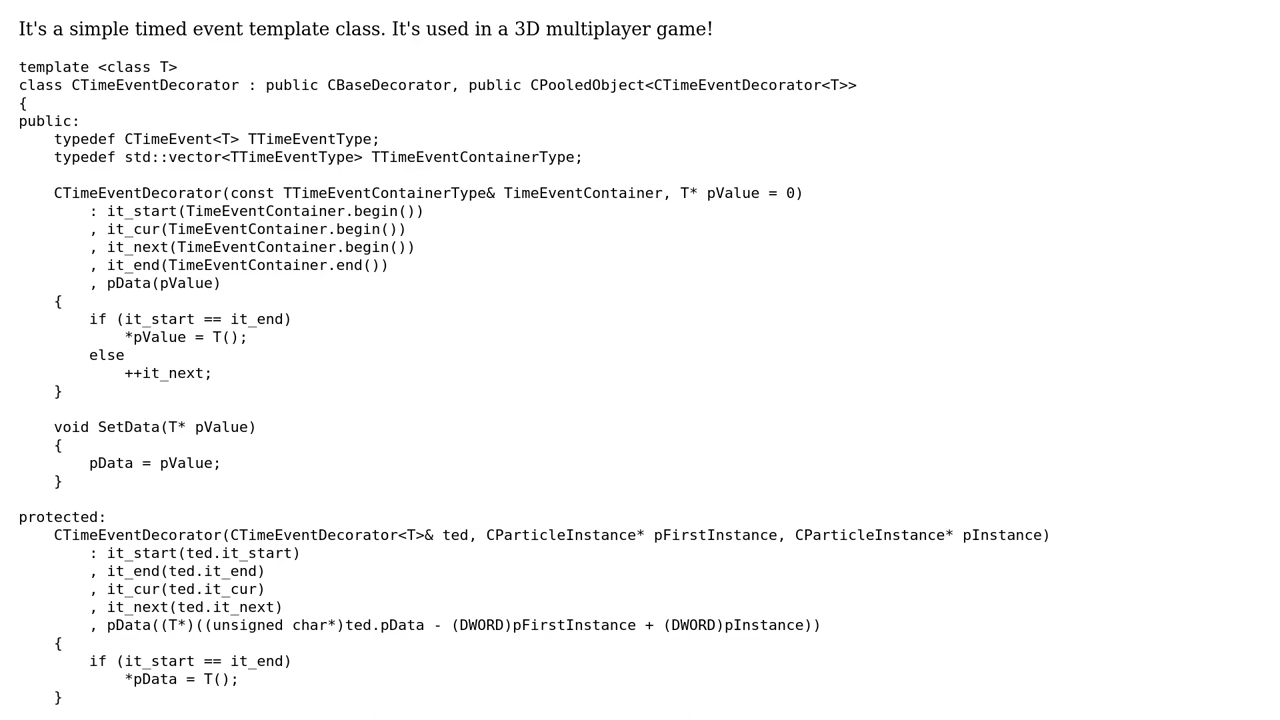 It's a simple timed event template class. It's used in a 3D multiplayer game!
template <class T>
class CTimeEventDecorator : public CBaseDecorator, public CPooledObject<CTimeEventDecorator<T>>
{
public:
    typedef CTimeEvent<T> TTimeEventType;
    typedef std::vector<TTimeEventType> TTimeEventContainerType;

    CTimeEventDecorator(const TTimeEventContainerType& TimeEventContainer, T* pValue = 0)
        : it_start(TimeEventContainer.begin())
        , it_cur(TimeEventContainer.begin())
        , it_next(TimeEventContainer.begin())
        , it_end(TimeEventContainer.end())
        , pData(pValue)
    {
        if (it_start == it_end)
            *pValue = T();
        else
            ++it_next;
    }

    void SetData(T* pValue)
    {
        pData = pValue;
    }

protected:
    CTimeEventDecorator(CTimeEventDecorator<T>& ted, CParticleInstance* pFirstInstance, CParticleInstance* pInstance)
        : it_start(ted.it_start)
        , it_end(ted.it_end)
        , it_cur(ted.it_cur)
        , it_next(ted.it_next)
        , pData((T*)((unsigned char*)ted.pData - (DWORD)pFirstInstance + (DWORD)pInstance))
    {
        if (it_start == it_end)
            *pData = T();
    }